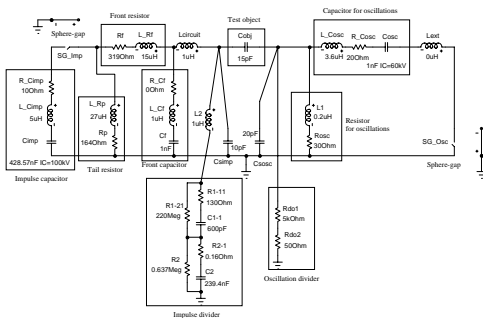 Front resistor
Test object
Capacitor for oscillations
Sphere-gap
Rf
L_Rf
Lcircuit
Cobj
L_Cosc
R_Cosc
Cosc
Lext
SG_Imp
319Ohm
15uH
1uH
15pF
3.6uH
20Ohm
1nF IC=60kV
0uH
R_Cimp
10Ohm
R_Cf
0Ohm
L_Cimp
5uH
L_Rp
27uH
L_Cf
1uH
L2
1uH
L1
0.2uH
Resistor
for oscillations
Cimp
Rp
164Ohm
Cf
1nF
20pF
10pF
Rosc
30Ohm
SG_Osc
428.57nF IC=100kV
Csimp
Csosc
Sphere-gap
Impulse capacitor
Tail resistor
Front capacitor
R1-11
130Ohm
R1-21
220Meg
C1-1
600pF
Rdo1
5kOhm
R2-1
0.16Ohm
Rdo2
50Ohm
R2
0.637Meg
C2
239.4nF
Oscillation divider
Impulse divider